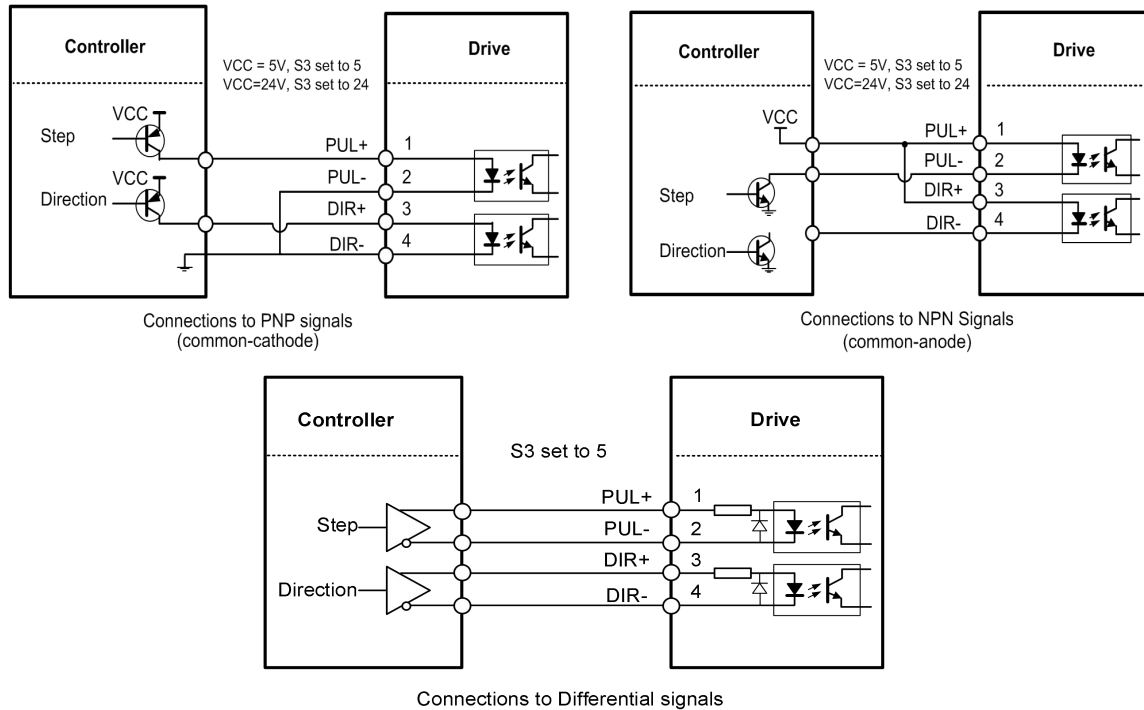 Controller
Drive
VCC = 5V, S3 set to 5
VCC=24V, S3 set to 24
VCC
Step
PUL+ 1
VCC
PUL- 2
Direction
DIR+ 3
DIR- 4
Connections to PNP signals
(common-cathode)
Controller
Drive
VCC = 5V, S3 set to 5
VCC=24V, S3 set to 24
VCC
PUL+ 1
PUL- 2
Step
DIR+ 3
DIR- 4
Direction
Connections to NPN Signals
(common-anode)
Controller
Drive
S3 set to 5
PUL+ 1
Step
PUL- 2
DIR+ 3
Direction
DIR- 4
Connections to Differential signals